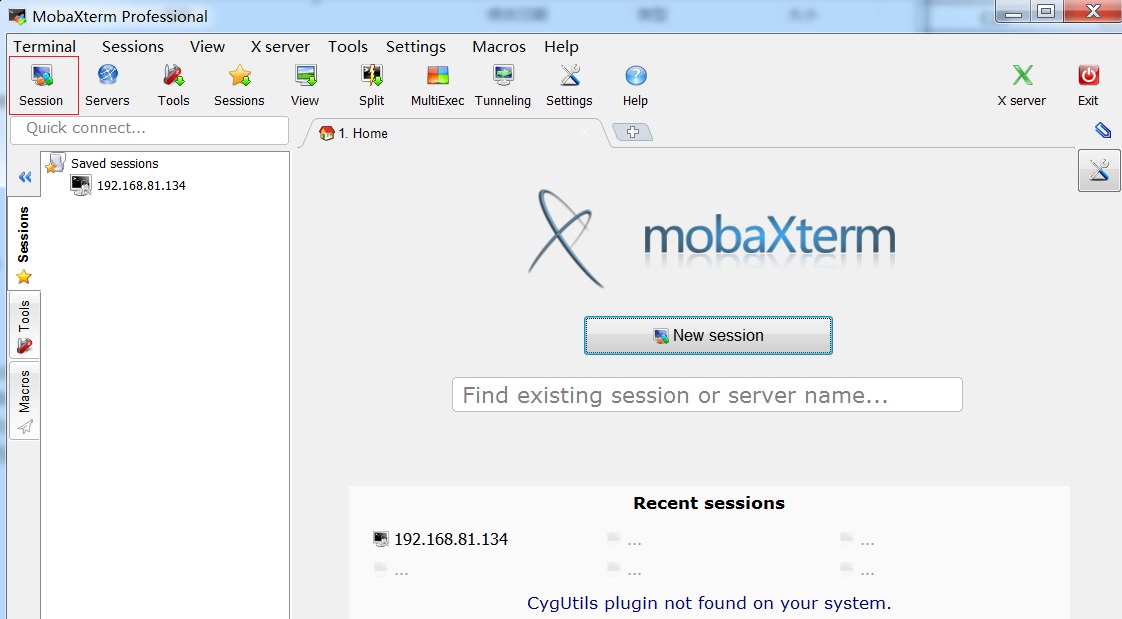 MobaXterm Professional
Terminal Sessions View X server Tools Settings Macros Help
Session Servers Tools Sessions View Split MultiExec Tunneling Settings Help X server Exit
Quick connect...
1. Home
Saved sessions
192.168.81.134
Sessions
Tools
Macros
mobaXterm
New session
Find existing session or server name...
Recent sessions
192.168.81.134 ... ...
... ... ...
CygUtils plugin not found on your system.